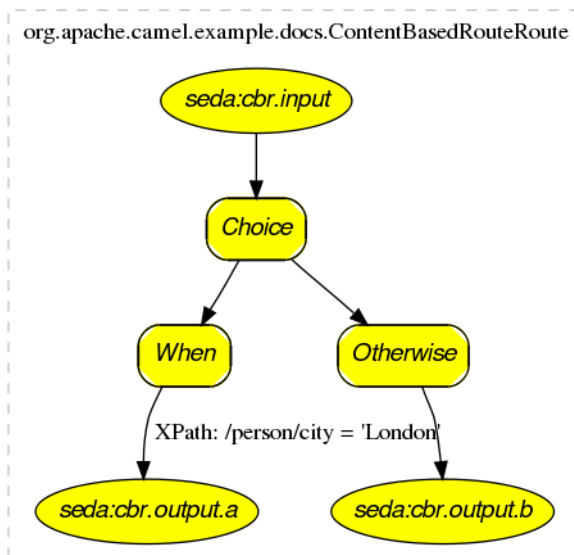 org.apache.camel.example.docs.ContentBasedRouteRoute
seda:cbr.input
Choice
When
Otherwise
XPath: /person/city = 'London'
seda:cbr.output.a
seda:cbr.output.b